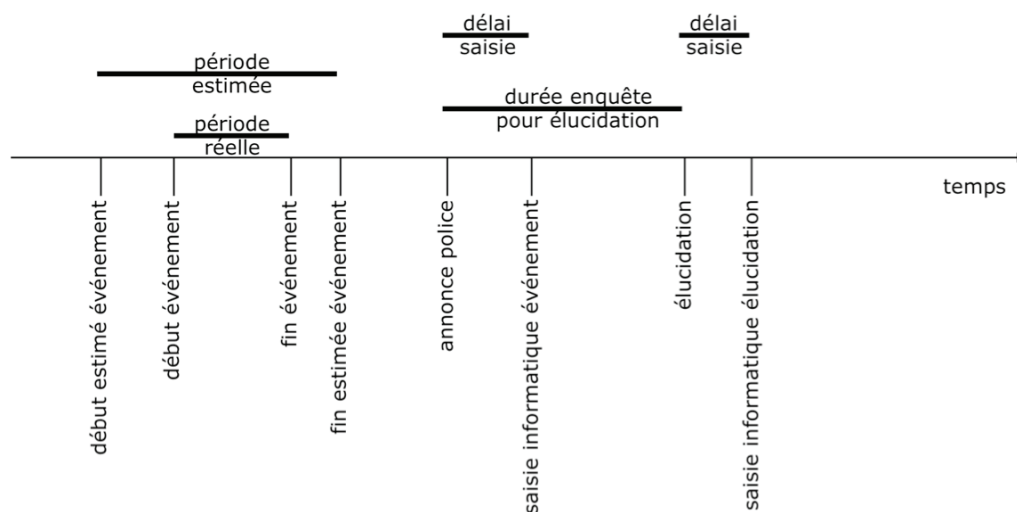 délai
saisie
délai
saisie
période
estimée
durée enquête
pour élucidation
période
réelle
temps
début estimé événement
début événement
fin événement
fin estimée événement
annonce police
saisie informatique événement
élucidation
saisie informatique élucidation